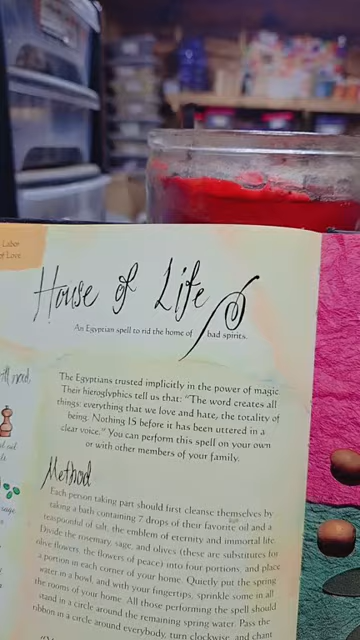 Labor
of Love
House of Life
An Egyptian spell to rid the home of bad spirits.
The Egyptians trusted implicitly in the power of magic.
Their hieroglyphics tell us that: "The word creates all
things: everything that we love and hate, the totality of
being. Nothing IS before it has been uttered in a
clear voice." You can perform this spell on your own
or with other members of your family.
Method
Each person taking part should first cleanse themselves by
taking a bath containing 7 drops of their favorite oil and a
teaspoonful of salt, the emblem of eternity and immortal life.
Divide the rosemary, sage, and olives (these are substitutes for
olive flowers, the flowers of peace) into four portions, and place
a portion in each corner of your home. Quietly put the spring
water in a bowl, and with your fingertips, sprinkle some in all
the rooms of your home. All those performing the spell should
stand in a circle around the remaining spring water. Pass the
ribbon in a circle around everybody, turn clockwise, and chant